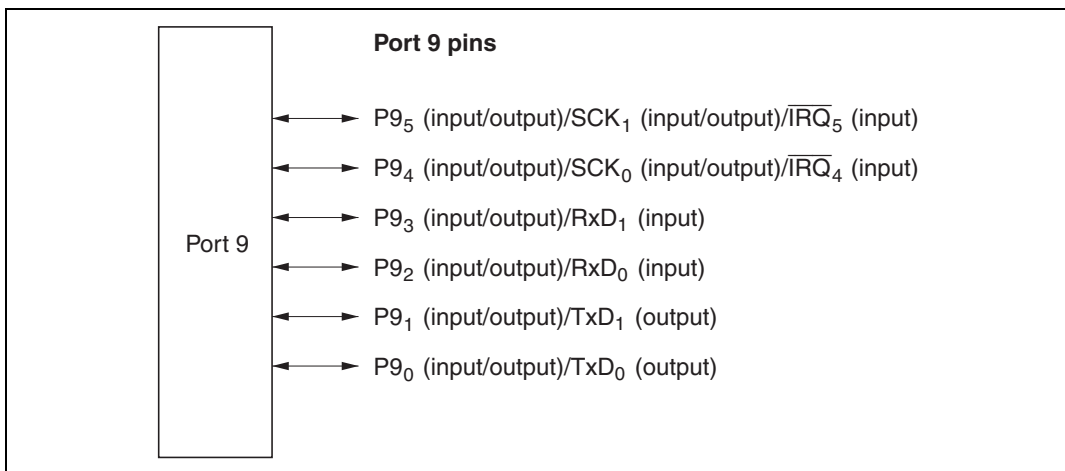 Port 9 pins
P9₅ (input/output)/SCK₁ (input/output)/I̅R̅Q̅₅ (input)
P9₄ (input/output)/SCK₀ (input/output)/I̅R̅Q̅₄ (input)
P9₃ (input/output)/RxD₁ (input)
Port 9
P9₂ (input/output)/RxD₀ (input)
P9₁ (input/output)/TxD₁ (output)
P9₀ (input/output)/TxD₀ (output)